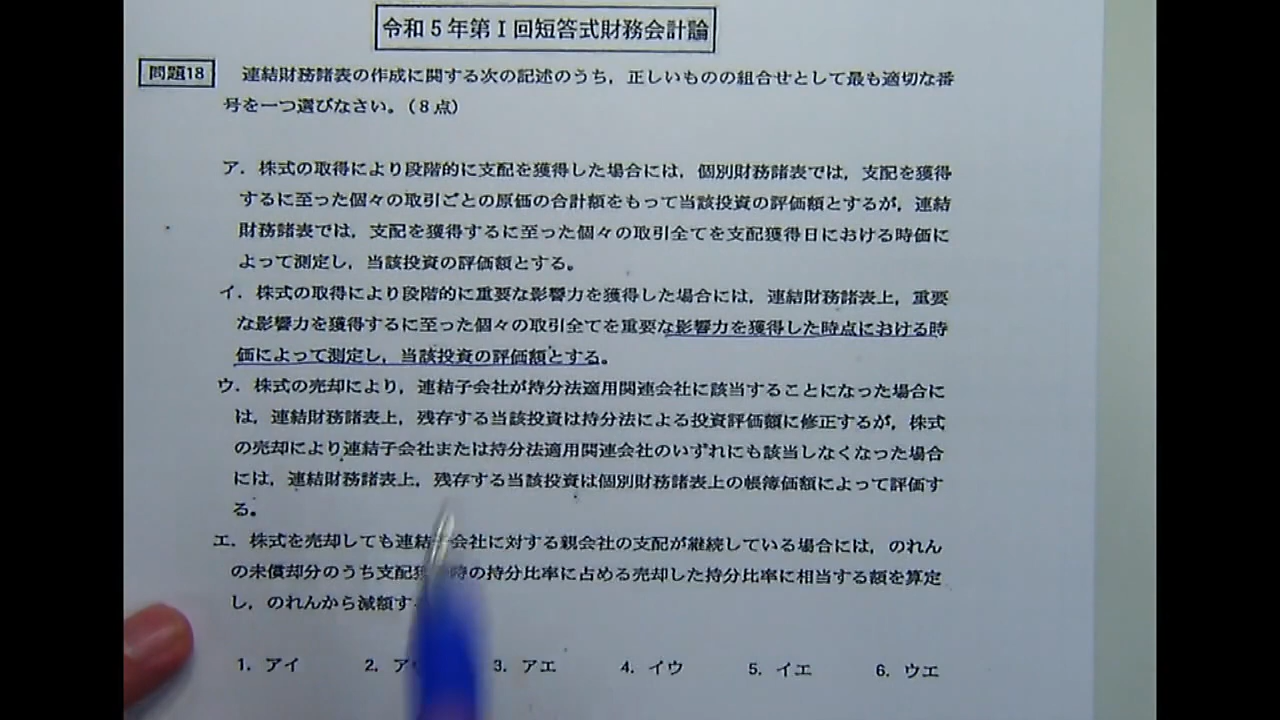 令和5年第Ⅰ回短答式財務会計論
問題18 連結財務諸表の作成に関する次の記述のうち，正しいものの組合せとして最も適切な番
号を一つ選びなさい。（8点）
ア．株式の取得により段階的に支配を獲得した場合には，個別財務諸表では，支配を獲得
するに至った個々の取引ごとの原価の合計額をもって当該投資の評価額とするが，連結
財務諸表では，支配を獲得するに至った個々の取引全てを支配獲得日における時価に
よって測定し，当該投資の評価額とする。
イ．株式の取得により段階的に重要な影響力を獲得した場合には，連結財務諸表上，重要
な影響力を獲得するに至った個々の取引全てを重要な影響力を獲得した時点における時
価によって測定し，当該投資の評価額とする。
ウ．株式の売却により，連結子会社が持分法適用関連会社に該当することになった場合に
は，連結財務諸表上，残存する当該投資は持分法による投資評価額に修正するが，株式
の売却により連結子会社または持分法適用関連会社のいずれにも該当しなくなった場合
には，連結財務諸表上，残存する当該投資は個別財務諸表上の帳簿価額によって評価す
る。
エ．株式を売却しても連結 会社に対する親会社の支配が継続している場合には，のれん
の未償却分のうち支配 時の持分比率に占める売却した持分比率に相当する額を算定
し，のれんから減額す
1．アイ 2．ア 3．アエ 4．イウ 5．イエ 6．ウエ